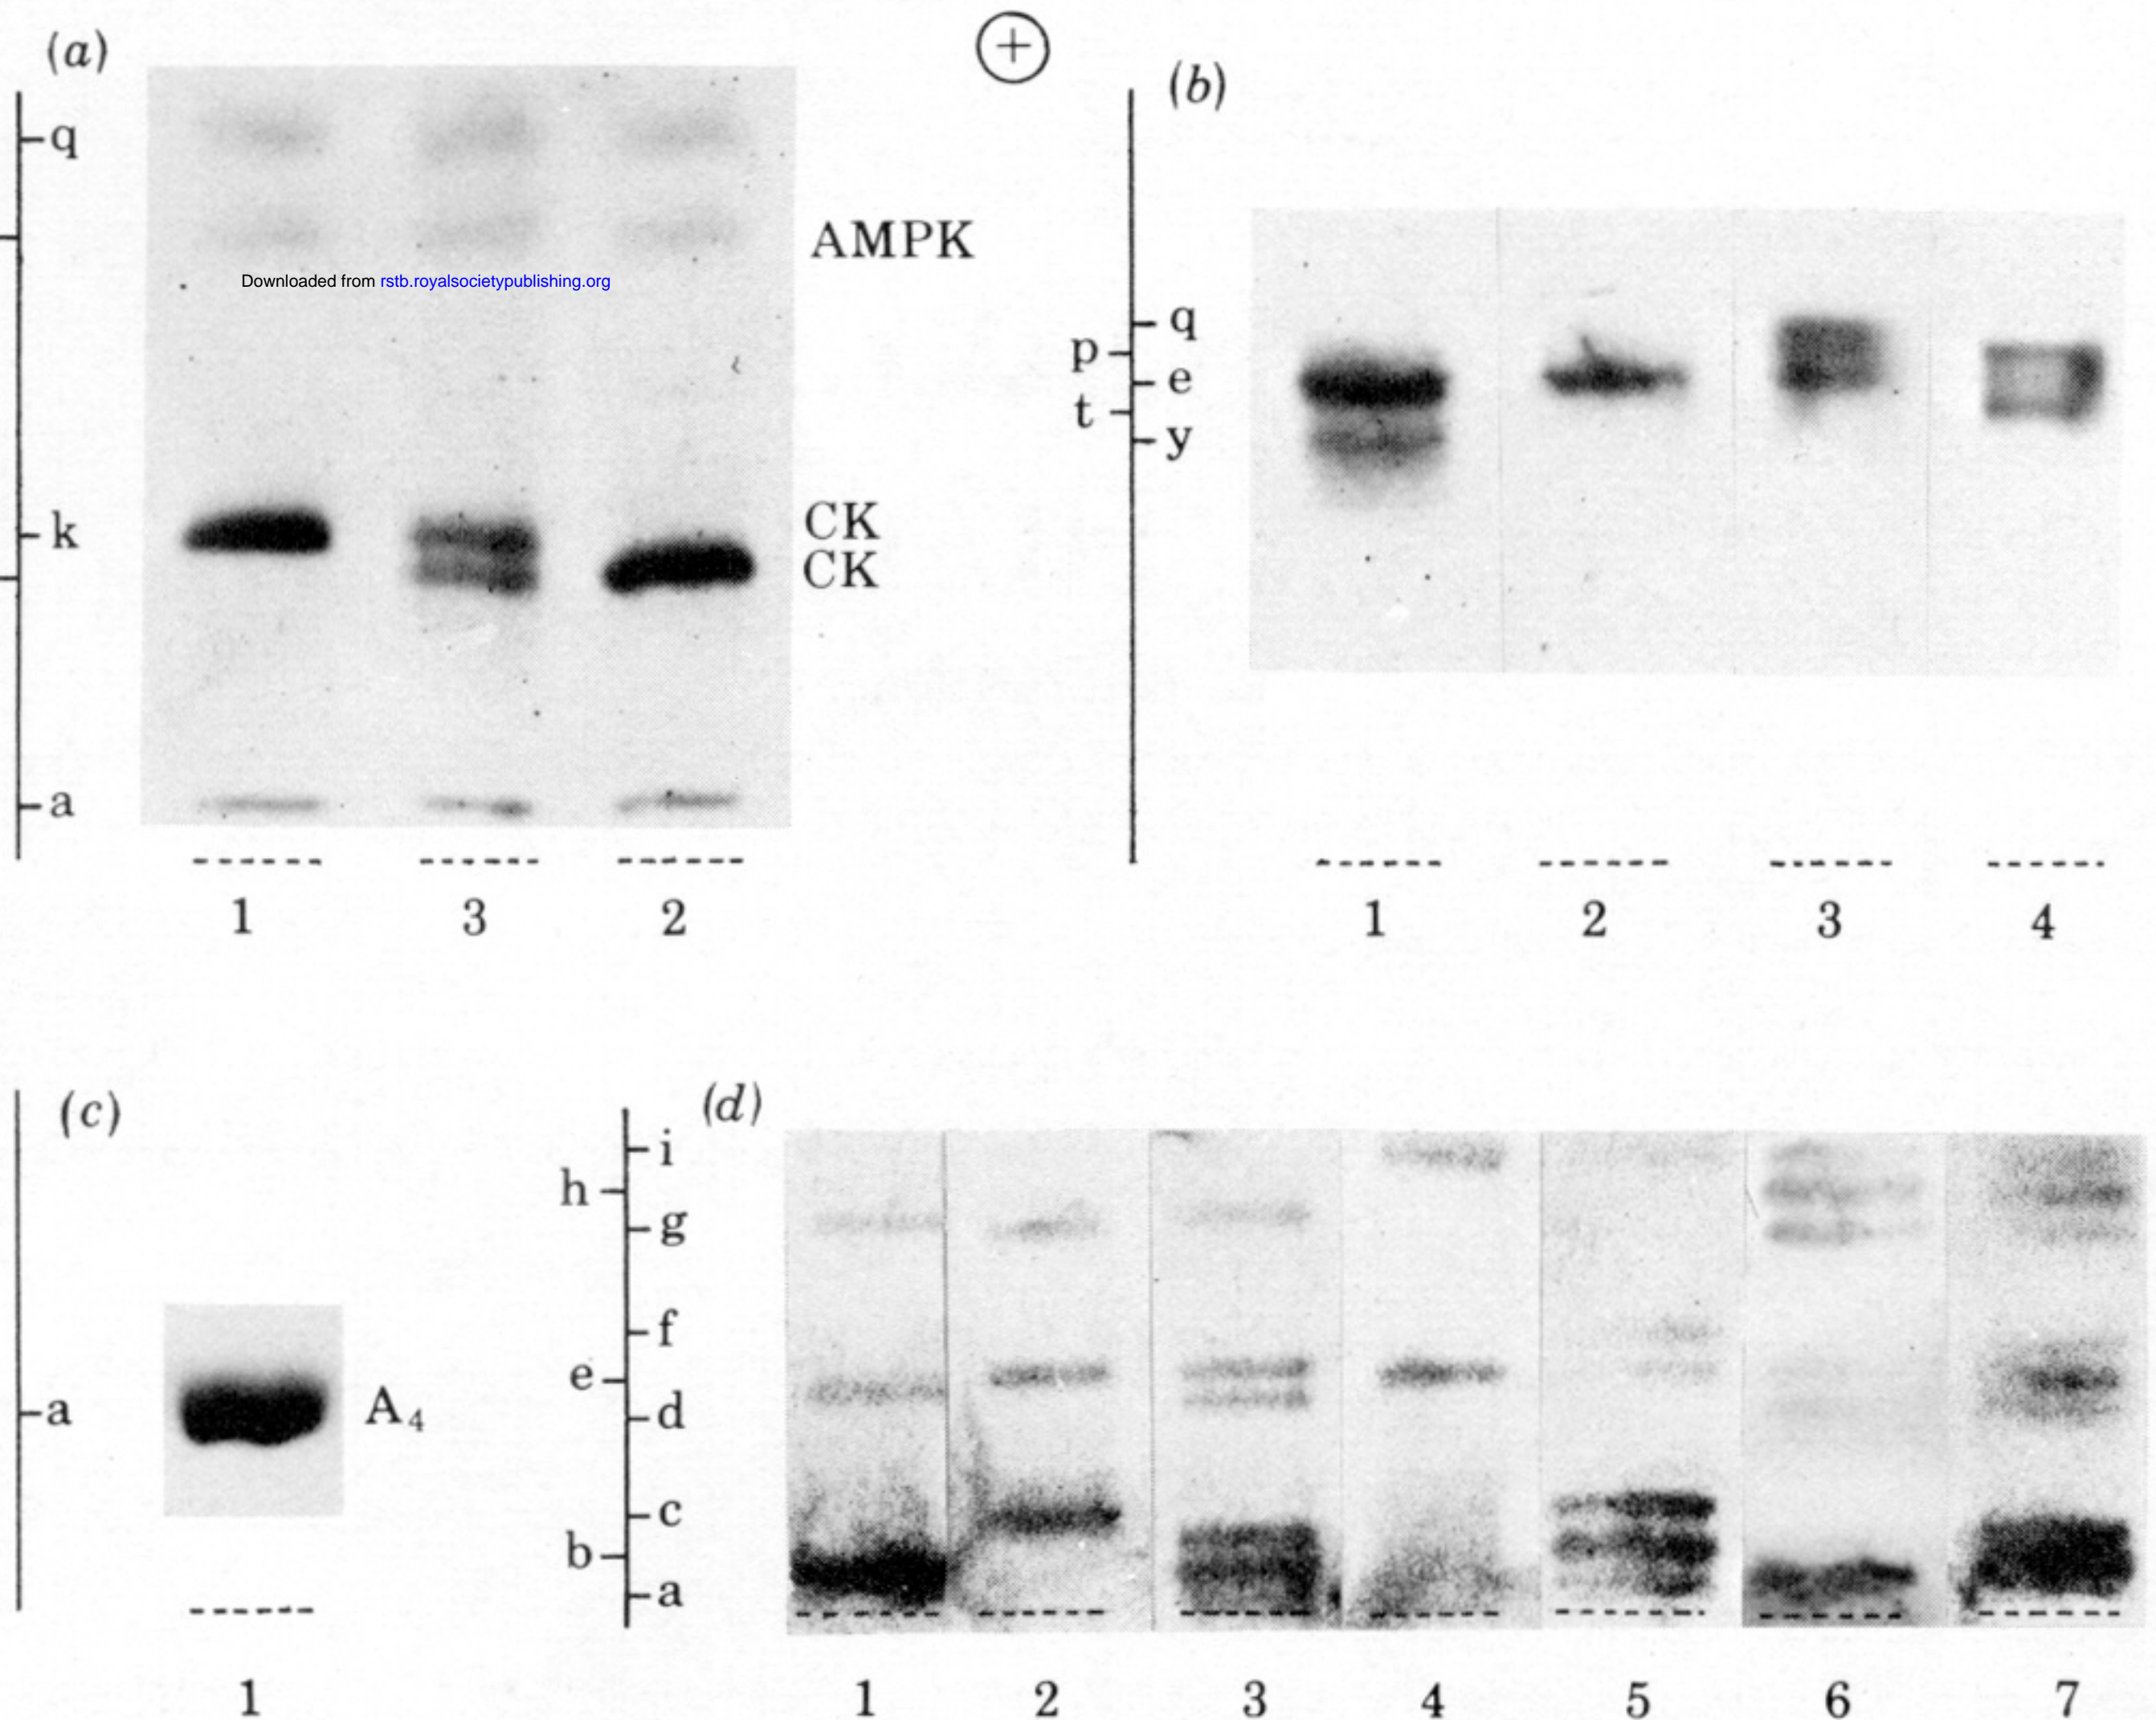 (a)
+
(b)
q
AMPK
Downloaded from rstb.royalsocietypublishing.org
q
p
e
t
y
k
CK
CK
a
1 3 2
1 2 3 4
(c)
a
A₄
1
(d)
i
h
g
f
e
d
c
b
a
1 2 3 4 5 6 7